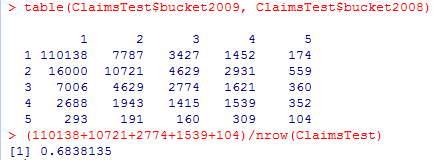 > table(ClaimsTest$bucket2009, ClaimsTest$bucket2008)
1 2 3 4 5
1 110138 7787 3427 1452 174
2 16000 10721 4629 2931 559
3 7006 4629 2774 1621 360
4 2688 1943 1415 1539 352
5 293 191 160 309 104
> (110138+10721+2774+1539+104)/nrow(ClaimsTest)
[1] 0.6838135